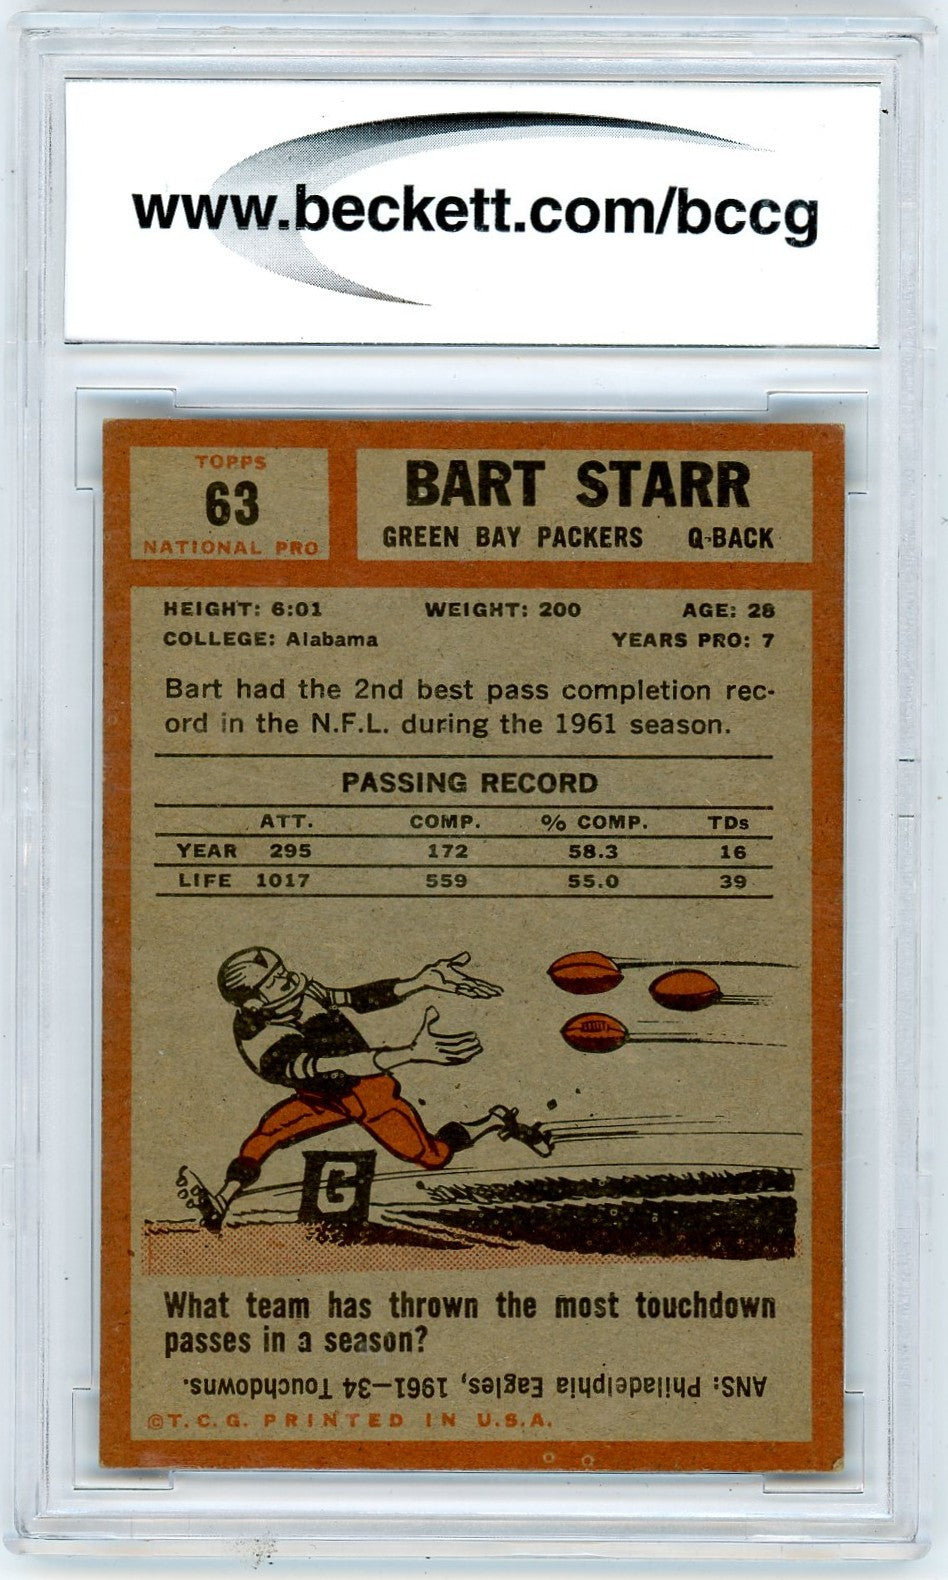 www.beckett.com/bccg
TOPPS
63
NATIONAL PRO
BART STARR
GREEN BAY PACKERS Q-BACK
HEIGHT: 6:01 WEIGHT: 200 AGE: 28
COLLEGE: Alabama YEARS PRO: 7
Bart had the 2nd best pass completion rec-
ord in the N.F.L. during the 1961 season.
PASSING RECORD
ATT. COMP. % COMP. TDs
YEAR 295 172 58.3 16
LIFE 1017 559 55.0 39
G
What team has thrown the most touchdown
passes in a season?
ANS: Philadelphia Eagles, 1961—34 Touchdowns.
©T.C.G. PRINTED IN U.S.A.